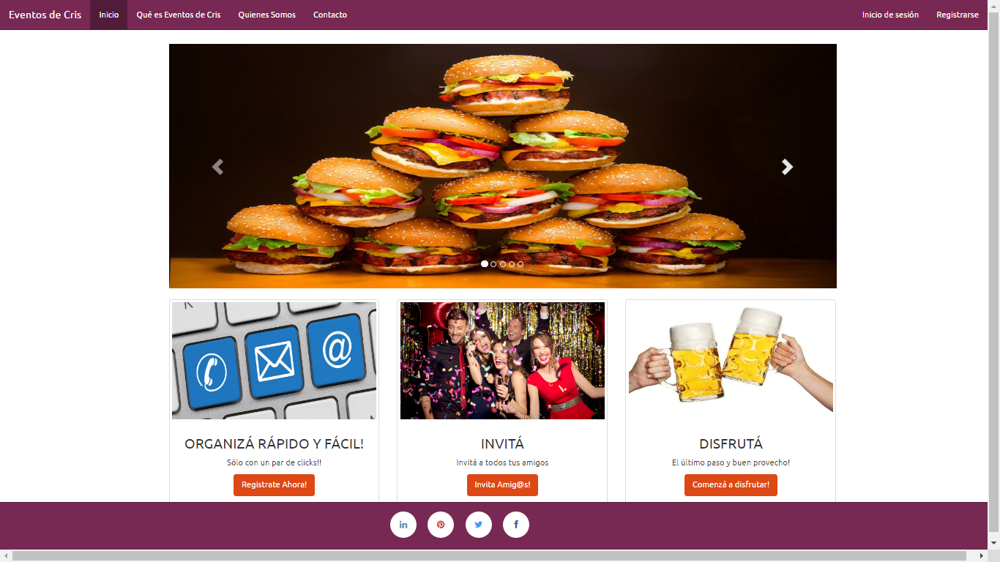 Eventos de Cris Inicio Qué es Eventos de Cris Quienes Somos Contacto Inicio de sesión Registrarse
K
@
ORGANIZÁ RÁPIDO Y FÁCIL! INVITÁ DISFRUTÁ
Sólo con un par de clicks!! Invitá a todos tus amigos El último paso y buen provecho!
Registrate Ahora! Invita Amig@s! Comenzá a disfrutar!
in f